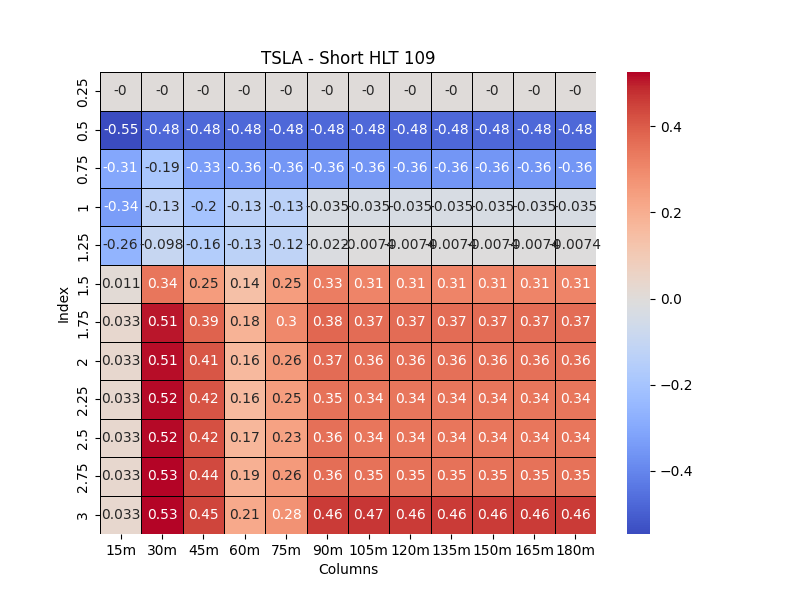 TSLA - Short HLT 109
0.25 -0 -0 -0 -0 -0 -0 -0 -0 -0 -0 -0 -0
0.5 -0.55 -0.48 -0.48 -0.48 -0.48 -0.48 -0.48 -0.48 -0.48 -0.48 -0.48 -0.48
0.75 -0.31 -0.19 -0.33 -0.36 -0.36 -0.36 -0.36 -0.36 -0.36 -0.36 -0.36 -0.36
1 -0.34 -0.13 -0.2 -0.13 -0.13 -0.035 -0.035 -0.035 -0.035 -0.035 -0.035 -0.035
1.25 -0.26 -0.098 -0.16 -0.13 -0.12 -0.022 -0.0074 -0.0074 -0.0074 -0.0074 -0.0074 -0.0074
1.5 0.011 0.34 0.25 0.14 0.25 0.33 0.31 0.31 0.31 0.31 0.31 0.31
1.75 0.033 0.51 0.39 0.18 0.3 0.38 0.37 0.37 0.37 0.37 0.37 0.37
2 0.033 0.51 0.41 0.16 0.26 0.37 0.36 0.36 0.36 0.36 0.36 0.36
2.25 0.033 0.52 0.42 0.16 0.25 0.35 0.34 0.34 0.34 0.34 0.34 0.34
2.5 0.033 0.52 0.42 0.17 0.23 0.36 0.34 0.34 0.34 0.34 0.34 0.34
2.75 0.033 0.53 0.44 0.19 0.26 0.36 0.35 0.35 0.35 0.35 0.35 0.35
3 0.033 0.53 0.45 0.21 0.28 0.46 0.47 0.46 0.46 0.46 0.46 0.46
15m 30m 45m 60m 75m 90m 105m 120m 135m 150m 165m 180m
Columns
Index
0.4
0.2
0.0
−0.2
−0.4